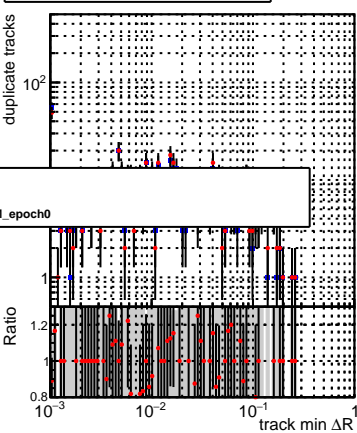 duplicate tracks
10²
l_epoch0
1
Ratio
1.2
1
0.8
10⁻³ 10⁻² 10⁻¹ 1
track min ΔR